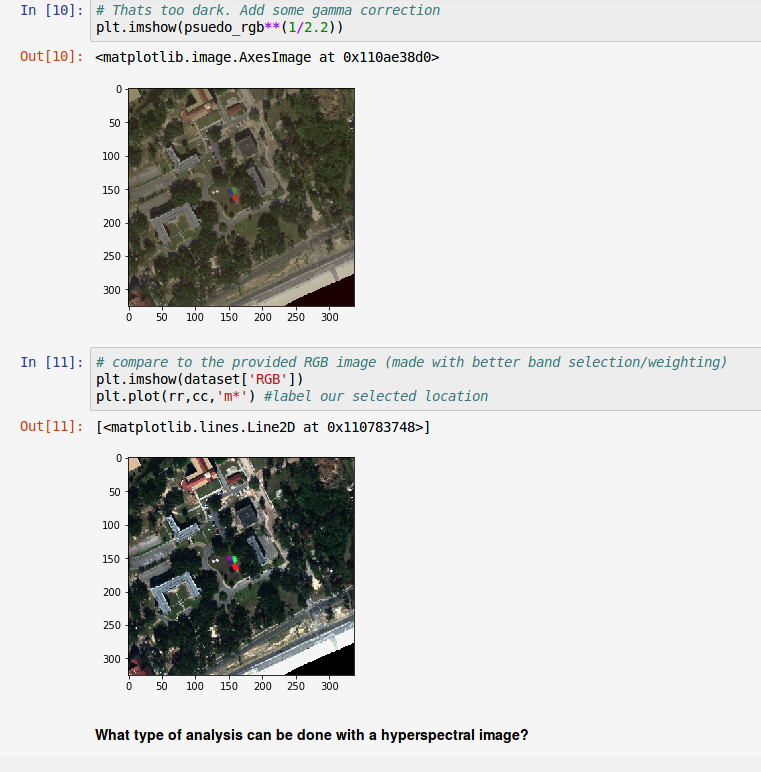 In [10]: # Thats too dark. Add some gamma correction
plt.imshow(psuedo_rgb**(1/2.2))
Out[10]: <matplotlib.image.AxesImage at 0x110ae38d0>
0
50
100
150
200
250
300
0 50 100 150 200 250 300
In [11]: # compare to the provided RGB image (made with better band selection/weighting)
plt.imshow(dataset['RGB'])
plt.plot(rr,cc,'m*') #label our selected location
Out[11]: [<matplotlib.lines.Line2D at 0x110783748>]
0
50
100
150
200
250
300
0 50 100 150 200 250 300
What type of analysis can be done with a hyperspectral image?